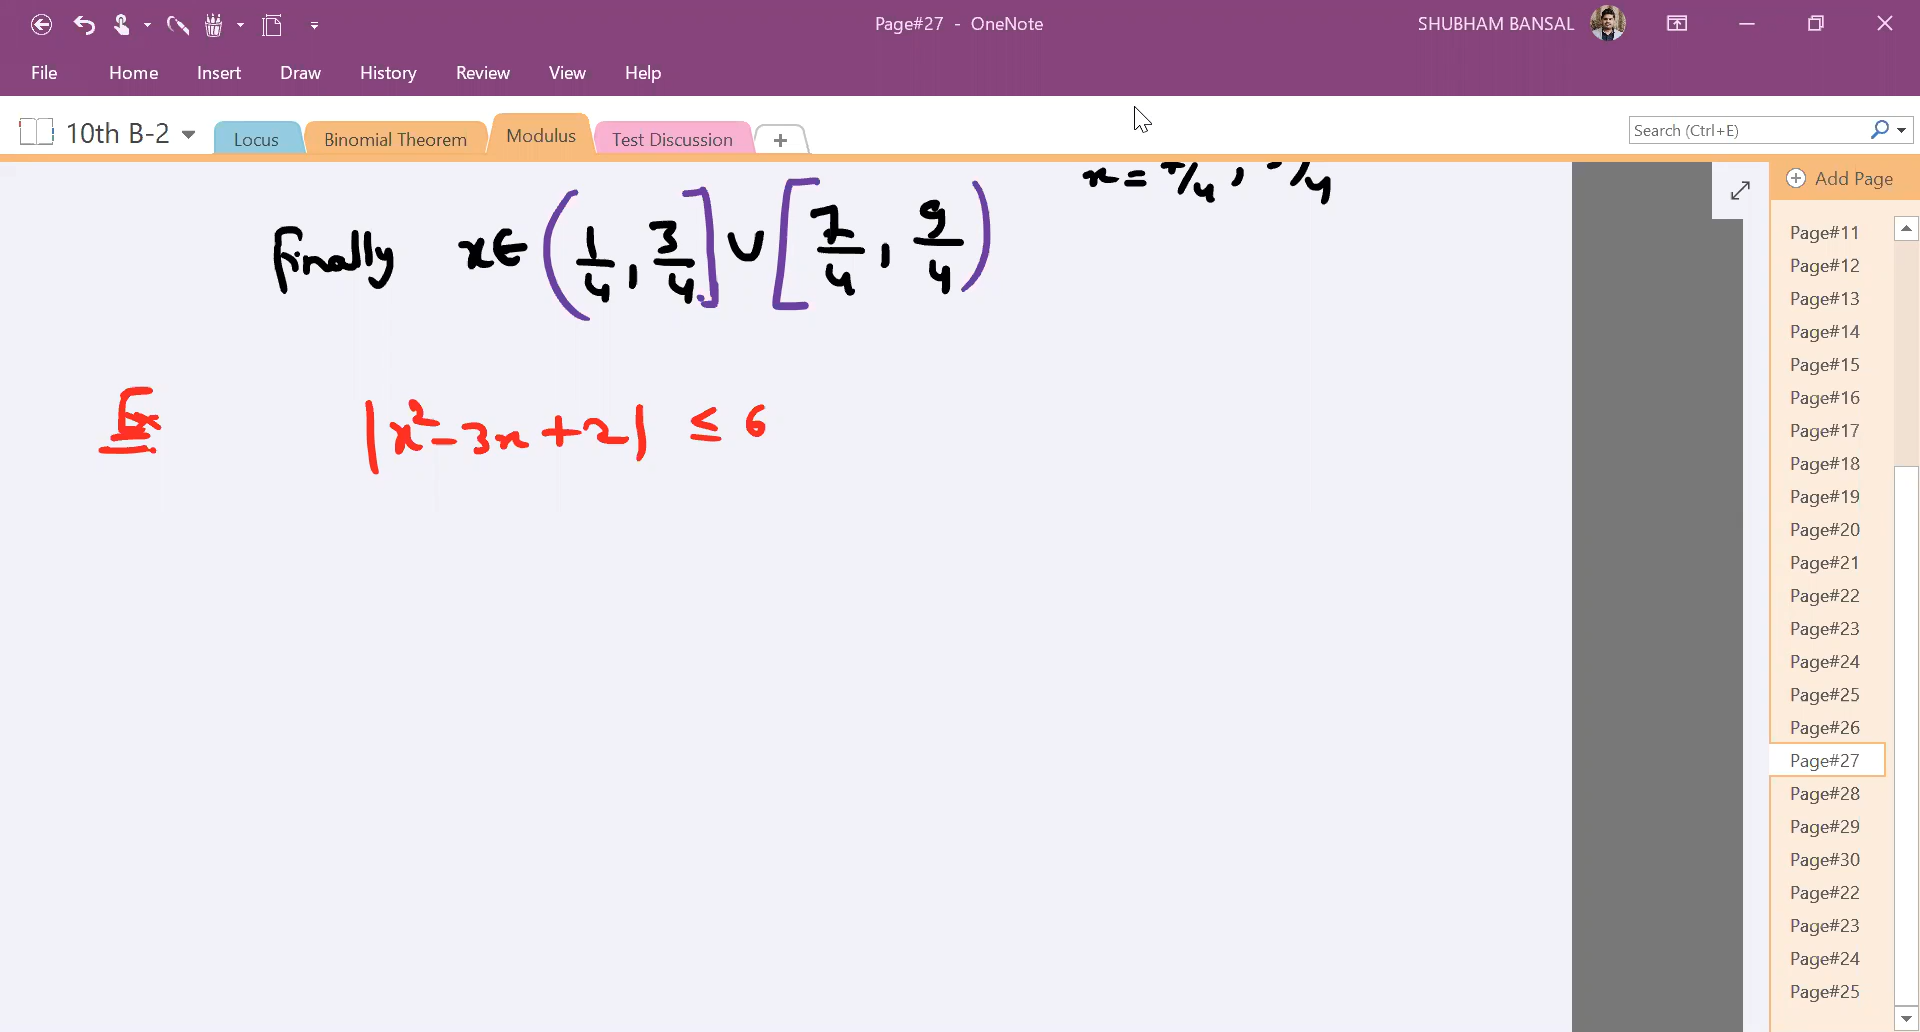 Page#27 - OneNote
SHUBHAM BANSAL
File Home Insert Draw History Review View Help
10th B-2
Locus Binomial Theorem Modulus Test Discussion +
Search (Ctrl+E)
Add Page
Finally x∈ (1/4, 3/4] ∪ [7/4, 9/4)
Ex |x²-3x+2| ≤ 6
Page#11
Page#12
Page#13
Page#14
Page#15
Page#16
Page#17
Page#18
Page#19
Page#20
Page#21
Page#22
Page#23
Page#24
Page#25
Page#26
Page#27
Page#28
Page#29
Page#30
Page#22
Page#23
Page#24
Page#25